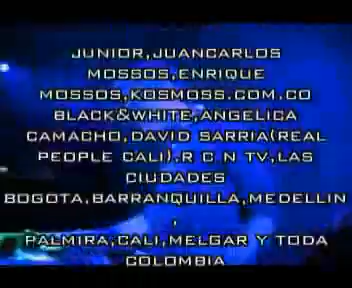 JUNIOR,JUANCARLOS
MOSSOS,ENRIQUE
MOSSOS,KOSMOSS.COM.CO
BLACK&WHITE,ANGELICA
CAMACHO,DAVID SARRIA(REAL
PEOPLE CALI),R C N TV,LAS
CIUDADES
BOGOTA,BARRANQUILLA,MEDELLIN
,
PALMIRA,CALI,MELGAR Y TODA
COLOMBIA